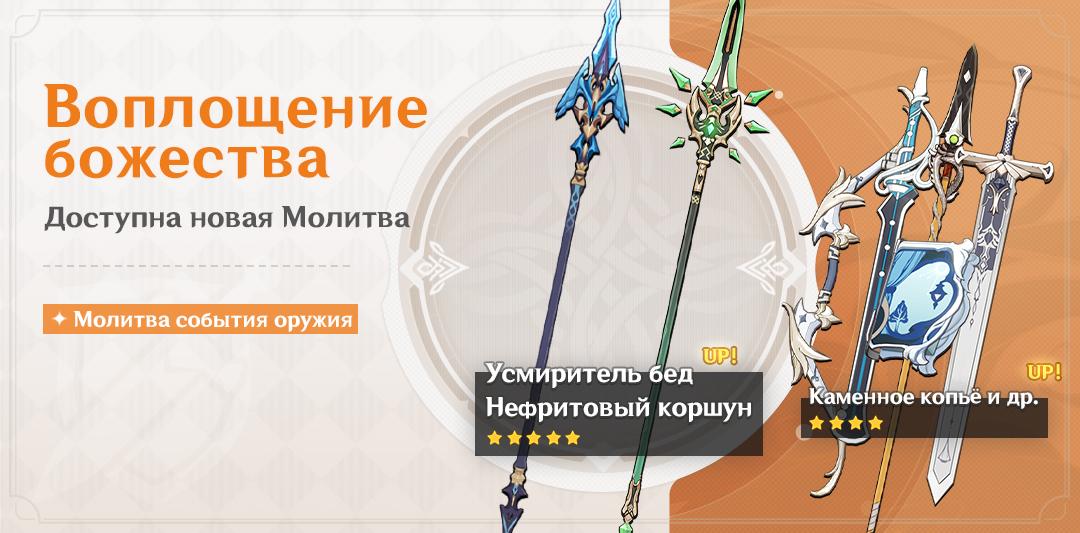 Воплощение
божества
Доступна новая Молитва
Молитва события оружия
UP!
Усмиритель бед
Нефритовый коршун
UP!
Каменное копьё и др.